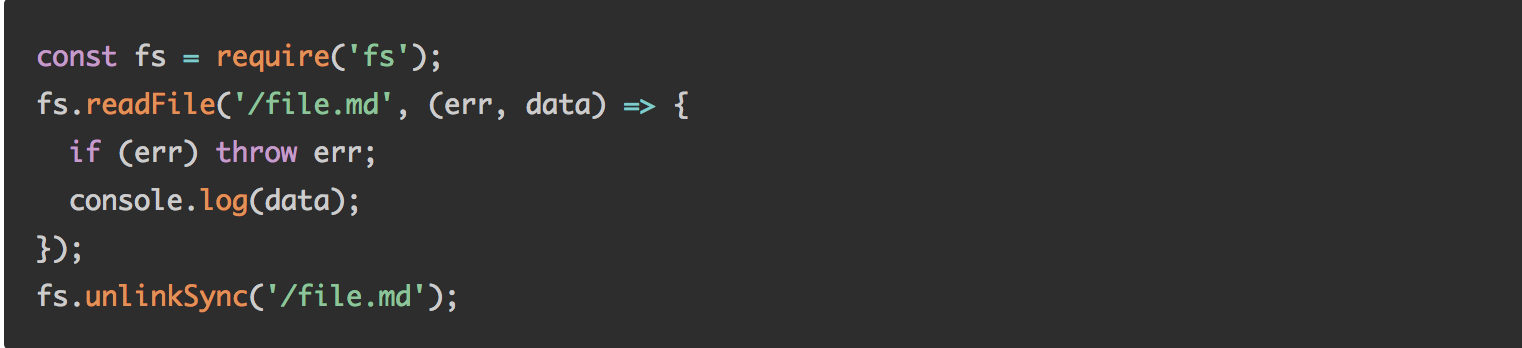 const fs = require('fs');
fs.readFile('/file.md', (err, data) => {
  if (err) throw err;
  console.log(data);
});
fs.unlinkSync('/file.md');